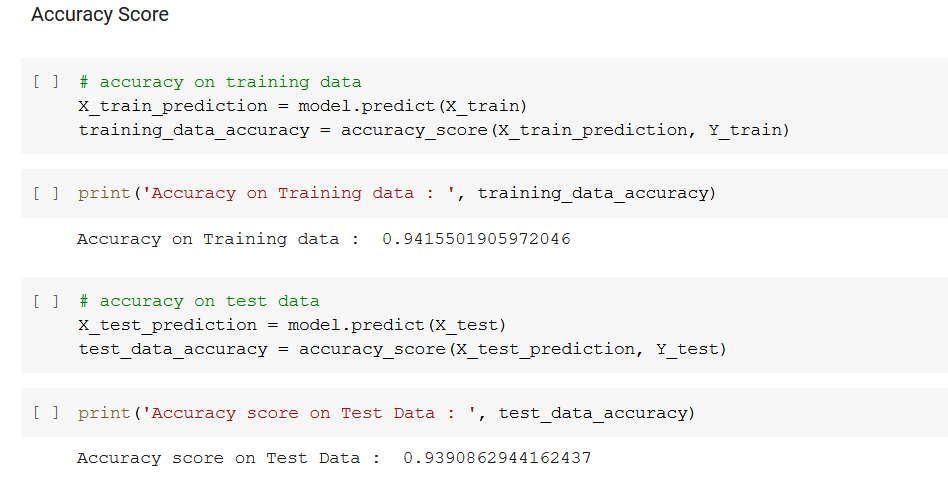 Accuracy Score
[ ] # accuracy on training data
X_train_prediction = model.predict(X_train)
training_data_accuracy = accuracy_score(X_train_prediction, Y_train)
[ ] print('Accuracy on Training data : ', training_data_accuracy)
Accuracy on Training data :  0.9415501905972046
[ ] # accuracy on test data
X_test_prediction = model.predict(X_test)
test_data_accuracy = accuracy_score(X_test_prediction, Y_test)
[ ] print('Accuracy score on Test Data : ', test_data_accuracy)
Accuracy score on Test Data :  0.9390862944162437